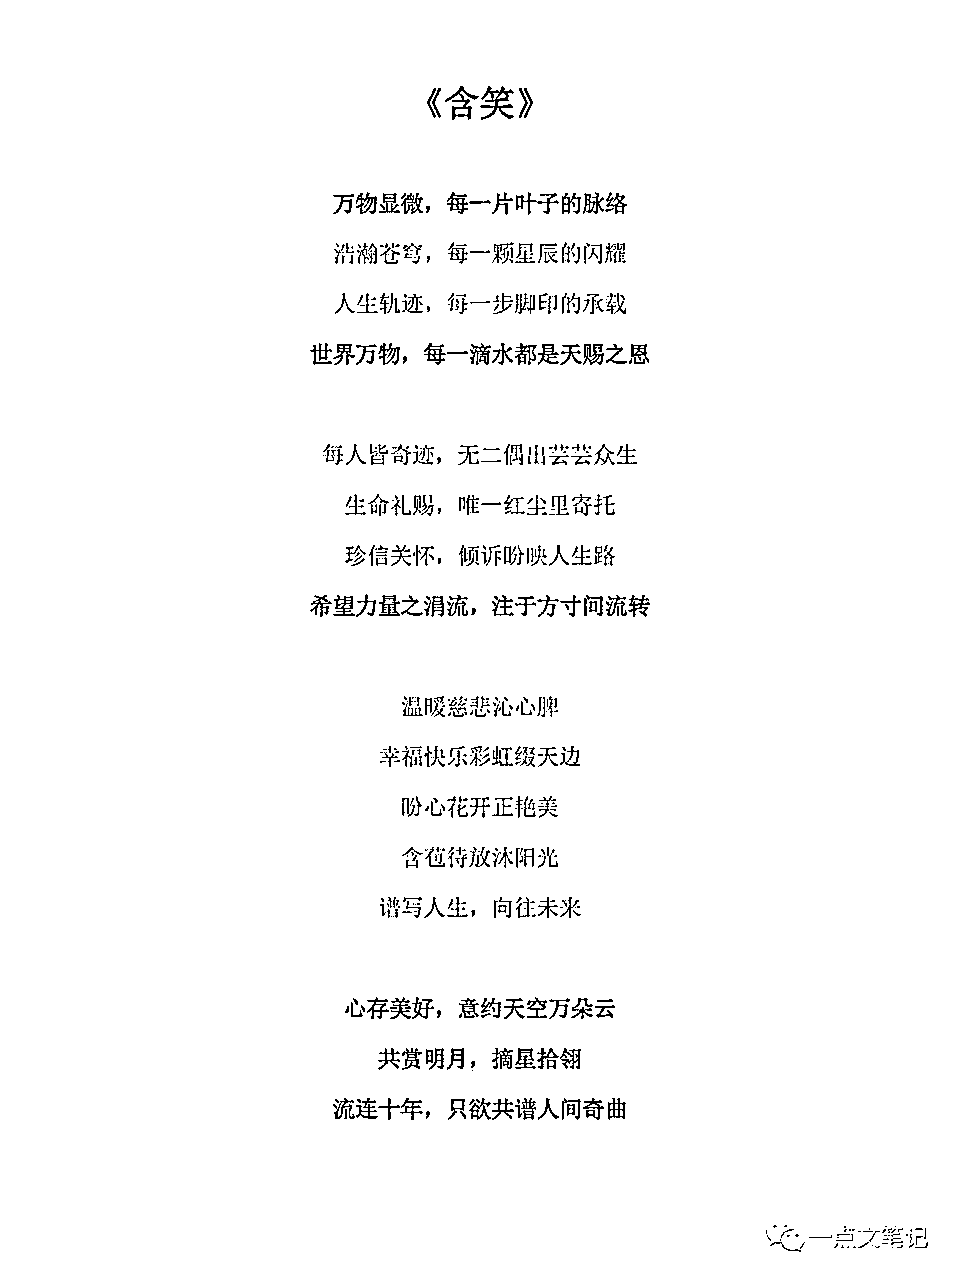 《含笑》
万物显微，每一片叶子的脉络
浩瀚苍穹，每一颗星辰的闪耀
人生轨迹，每一步脚印的承载
世界万物，每一滴水都是天赐之恩
每人皆奇迹，无二偶出芸芸众生
生命礼赐，唯一红尘里寄托
珍信关怀，倾诉吩映人生路
希望力量之涓流，注于方寸间流转
温暖慈悲沁心脾
幸福快乐彩虹缀天边
吩心花开正艳美
含苞待放沐阳光
谱写人生，向往未来
心存美好，意约天空万朵云
共赏明月，摘星拾翎
流连十年，只欲共谱人间奇曲
一点文笔记